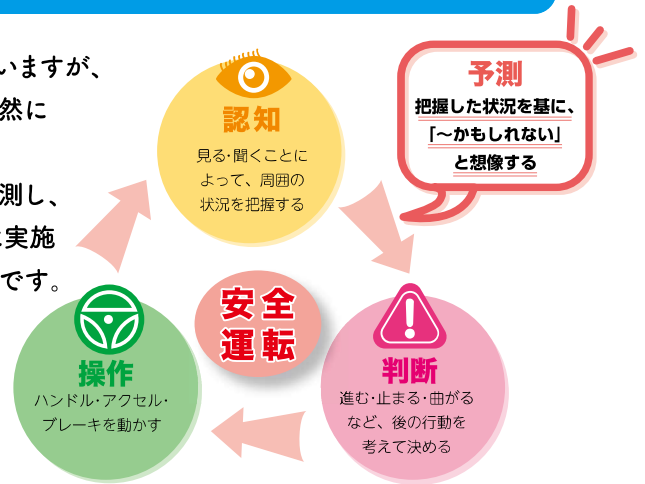 いますが、
然に
測し、
実施
です。
認知
見る・聞くことに
よって、周囲の
状況を把握する
予測
把握した状況を基に、
「~かもしれない」
と想像する
安全
運転
判断
進む・止まる・曲がる
など、後の行動を
考えて決める
操作
ハンドル・アクセル・
ブレーキを動かす